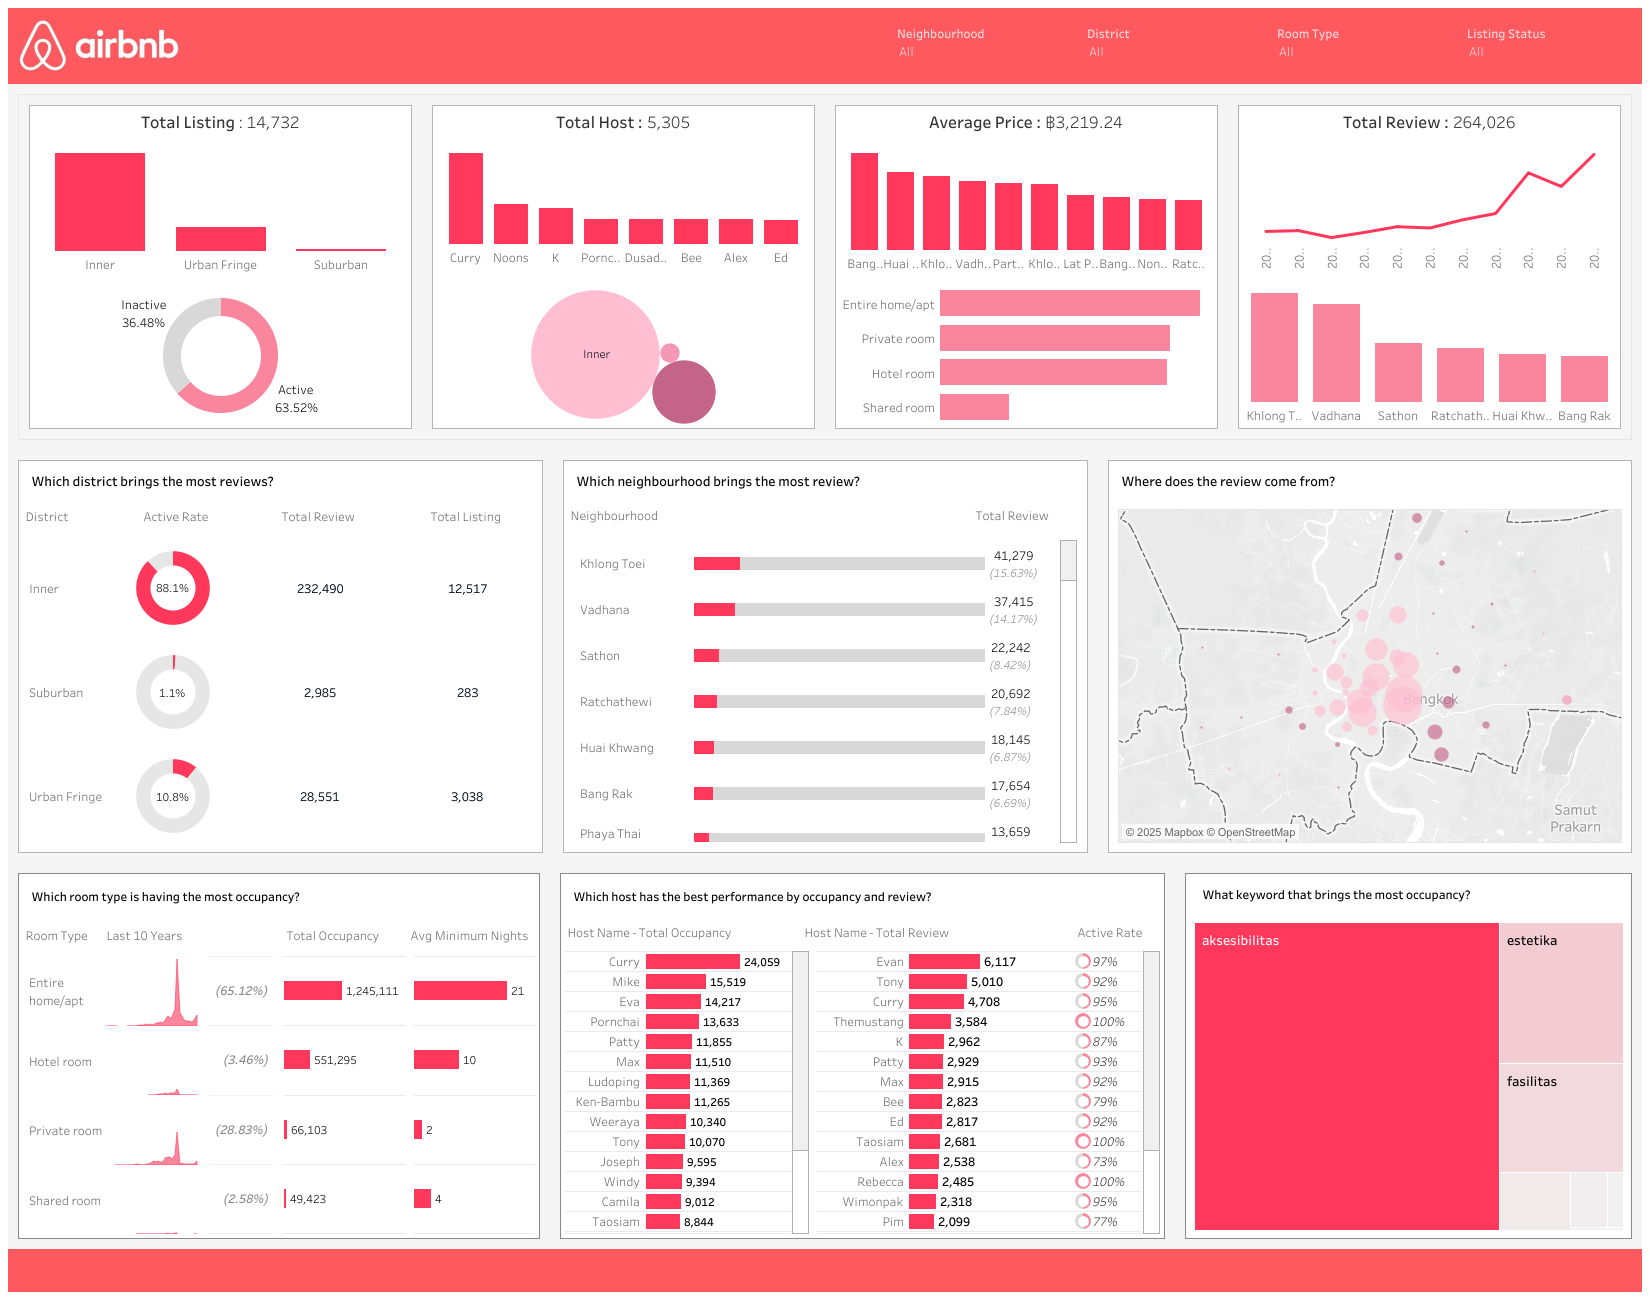 airbnb
Neighbourhood
All
District
All
Room Type
All
Listing Status
All
Total Listing : 14,732
Inner
Urban Fringe
Suburban
Inactive
36.48%
Active
63.52%
Total Host : 5,305
Curry
Noons
K
Pornc..
Dusad..
Bee
Alex
Ed
Inner
Average Price : ฿3,219.24
Bang..
Huai ..
Khlo..
Vadh..
Part..
Khlo..
Lat P..
Bang..
Non..
Ratc..
Entire home/apt
Private room
Hotel room
Shared room
Total Review : 264,026
20..
20..
20..
20..
20..
20..
20..
20..
20..
20..
20..
Khlong T..
Vadhana
Sathon
Ratchath..
Huai Khw..
Bang Rak
Which district brings the most reviews?
District Active Rate Total Review Total Listing
Inner 88.1% 232,490 12,517
Suburban 1.1% 2,985 283
Urban Fringe 10.8% 28,551 3,038
Which neighbourhood brings the most review?
Neighbourhood Total Review
Khlong Toei 41,279
(15.63%)
Vadhana 37,415
(14.17%)
Sathon 22,242
(8.42%)
Ratchathewi 20,692
(7.84%)
Huai Khwang 18,145
(6.87%)
Bang Rak 17,654
(6.69%)
Phaya Thai 13,659
Where does the review come from?
Bangkok
Samut
Prakarn
© 2025 Mapbox © OpenStreetMap
Which room type is having the most occupancy?
Room Type Last 10 Years Total Occupancy Avg Minimum Nights
Entire
home/apt (65.12%) 1,245,111 21
Hotel room (3.46%) 551,295 10
Private room (28.83%) 66,103 2
Shared room (2.58%) 49,423 4
Which host has the best performance by occupancy and review?
Host Name - Total Occupancy Host Name - Total Review Active Rate
Curry 24,059 Evan 6,117 97%
Mike 15,519 Tony 5,010 92%
Eva 14,217 Curry 4,708 95%
Pornchai 13,633 Themustang 3,584 100%
Patty 11,855 K 2,962 87%
Max 11,510 Patty 2,929 93%
Ludoping 11,369 Max 2,915 92%
Ken-Bambu 11,265 Bee 2,823 79%
Weeraya 10,340 Ed 2,817 92%
Tony 10,070 Taosiam 2,681 100%
Joseph 9,595 Alex 2,538 73%
Windy 9,394 Rebecca 2,485 100%
Camila 9,012 Wimonpak 2,318 95%
Taosiam 8,844 Pim 2,099 77%
What keyword that brings the most occupancy?
aksesibilitas
estetika
fasilitas